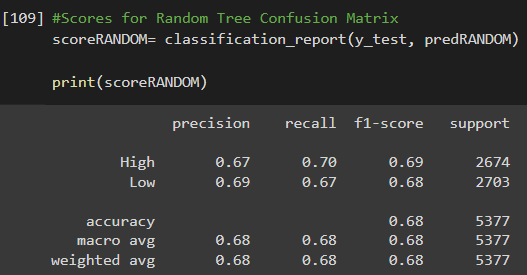 [109] #Scores for Random Tree Confusion Matrix
scoreRANDOM= classification_report(y_test, predRANDOM)
print(scoreRANDOM)
precision recall f1-score support
High 0.67 0.70 0.69 2674
Low 0.69 0.67 0.68 2703
accuracy 0.68 5377
macro avg 0.68 0.68 0.68 5377
weighted avg 0.68 0.68 0.68 5377